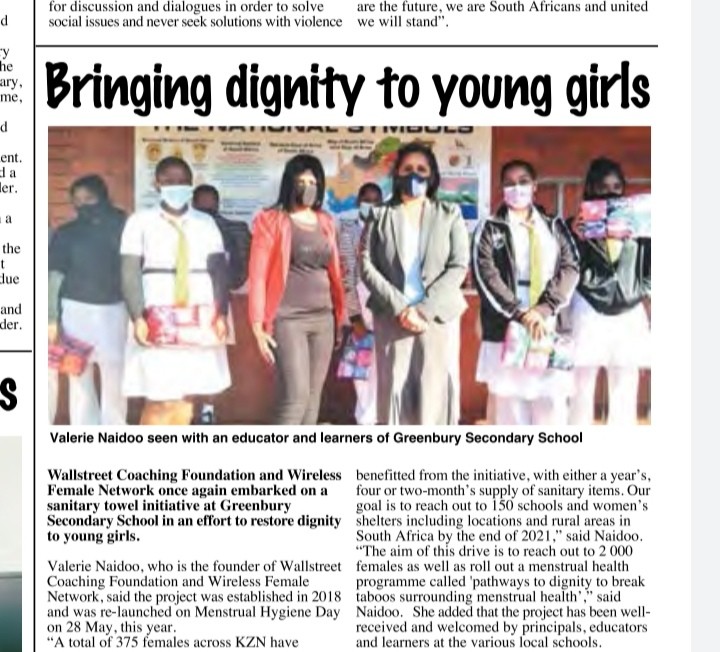 for discussion and dialogues in order to solve
social issues and never seek solutions with violence
are the future, we are South Africans and united
we will stand”.
d
ry
he
ary,
me,
d
ent.
d a
ler.
a
the
t
due
and
der.
s
Bringing dignity to young girls
THE NATIONAL SYMBOLS
Valerie Naidoo seen with an educator and learners of Greenbury Secondary School
Wallstreet Coaching Foundation and Wireless
Female Network once again embarked on a
sanitary towel initiative at Greenbury
Secondary School in an effort to restore dignity
to young girls.
Valerie Naidoo, who is the founder of Wallstreet
Coaching Foundation and Wireless Female
Network, said the project was established in 2018
and was re-launched on Menstrual Hygiene Day
on 28 May, this year.
“A total of 375 females across KZN have
benefitted from the initiative, with either a year’s,
four or two-month’s supply of sanitary items. Our
goal is to reach out to 150 schools and women’s
shelters including locations and rural areas in
South Africa by the end of 2021,” said Naidoo.
“The aim of this drive is to reach out to 2 000
females as well as roll out a menstrual health
programme called 'pathways to dignity to break
taboos surrounding menstrual health’,” said
Naidoo.  She added that the project has been well-
received and welcomed by principals, educators
and learners at the various local schools.